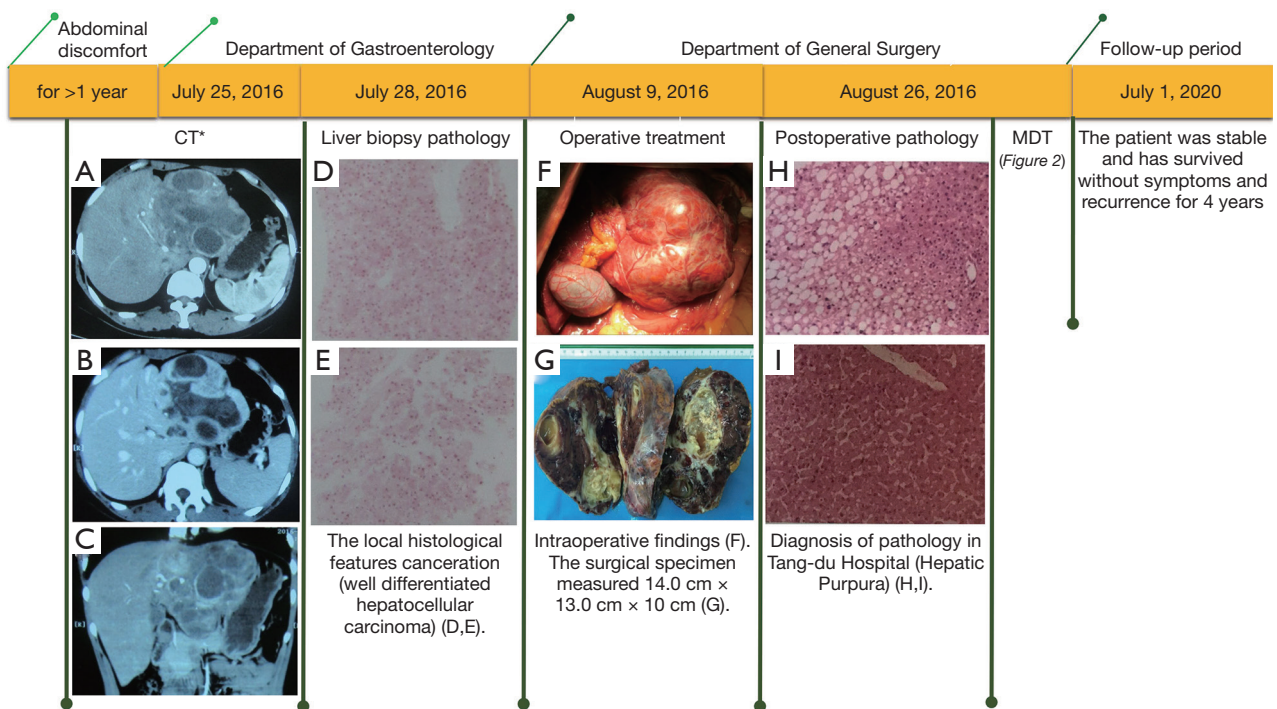 Abdominal
discomfort
Department of Gastroenterology
Department of General Surgery
Follow-up period
for >1 year
July 25, 2016
July 28, 2016
August 9, 2016
August 26, 2016
July 1, 2020
CT*
Liver biopsy pathology
Operative treatment
Postoperative pathology
MDT
(Figure 2)
The patient was stable
and has survived
without symptoms and
recurrence for 4 years
A
D
F
H
B
E
G
I
C
The local histological
features canceration
(well differentiated
hepatocellular
carcinoma) (D,E).
Intraoperative findings (F).
The surgical specimen
measured 14.0 cm ×
13.0 cm × 10 cm (G).
Diagnosis of pathology in
Tang-du Hospital (Hepatic
Purpura) (H,I).